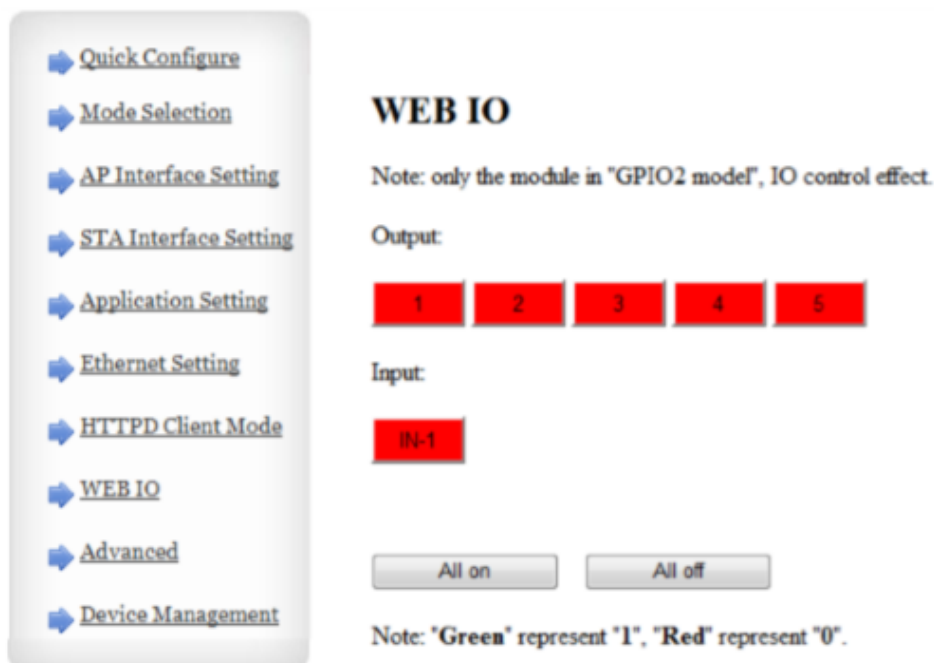 Quick Configure
Mode Selection
AP Interface Setting
STA Interface Setting
Application Setting
Ethernet Setting
HTTPD Client Mode
WEB IO
Advanced
Device Management
WEB IO
Note: only the module in "GPIO2 model", IO control effect.
Output:
1 2 3 4 5
Input:
IN-1
All on All off
Note: "Green" represent "1", "Red" represent "0".